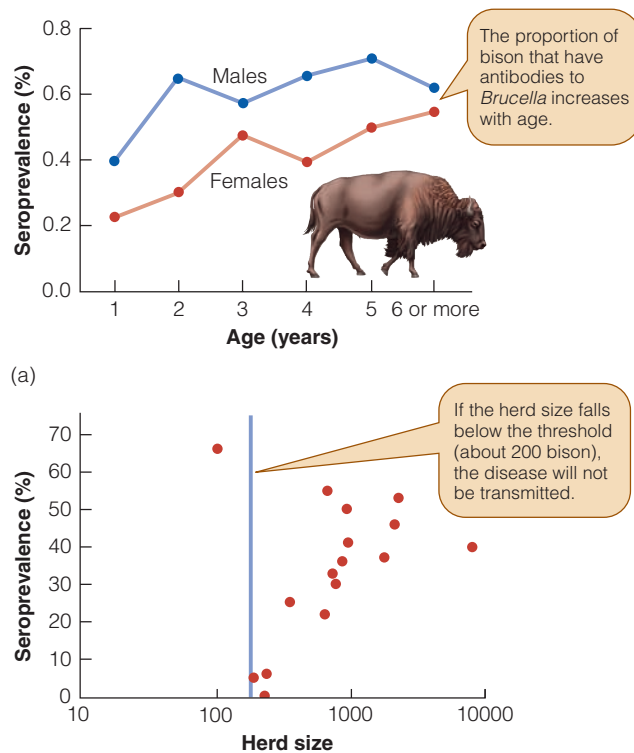 0.8
0.6
0.4
0.2
0.0
Seroprevalence (%)
Males
Females
The proportion of
bison that have
antibodies to
Brucella increases
with age.
1 2 3 4 5 6 or more
Age (years)
(a)
70
60
50
40
30
20
10
0
Seroprevalence (%)
If the herd size falls
below the threshold
(about 200 bison),
the disease will not
be transmitted.
10 100 1000 10000
Herd size